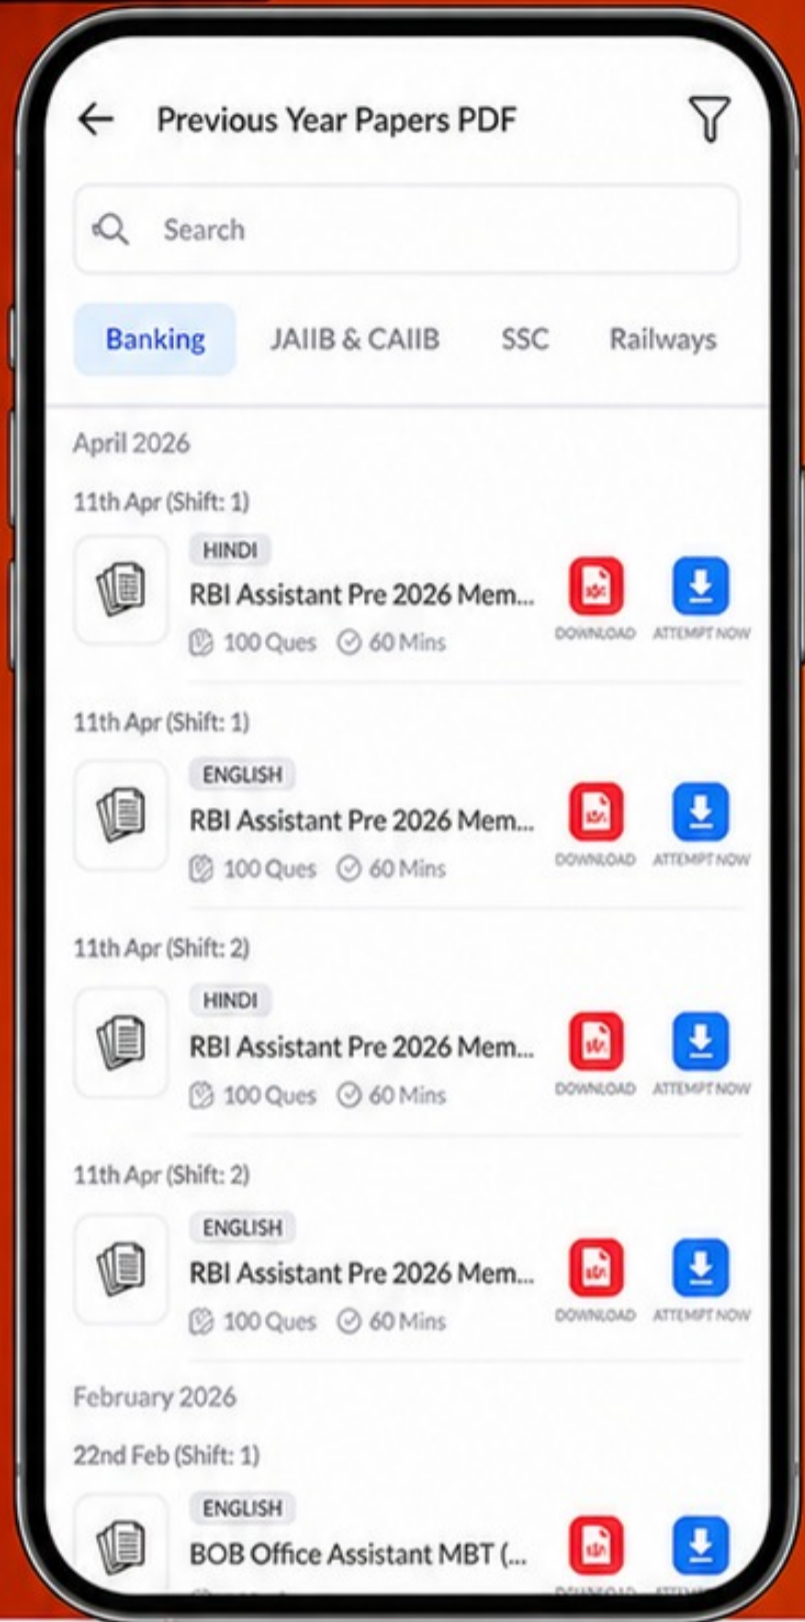 Previous Year Papers PDF
Search
Banking JAIIB & CAIIB SSC Railways
April 2026
11th Apr (Shift: 1)
HINDI
RBI Assistant Pre 2026 Mem...
100 Ques 60 Mins
DOWNLOAD ATTEMPT NOW
11th Apr (Shift: 1)
ENGLISH
RBI Assistant Pre 2026 Mem...
100 Ques 60 Mins
DOWNLOAD ATTEMPT NOW
11th Apr (Shift: 2)
HINDI
RBI Assistant Pre 2026 Mem...
100 Ques 60 Mins
DOWNLOAD ATTEMPT NOW
11th Apr (Shift: 2)
ENGLISH
RBI Assistant Pre 2026 Mem...
100 Ques 60 Mins
DOWNLOAD ATTEMPT NOW
February 2026
22nd Feb (Shift: 1)
ENGLISH
BOB Office Assistant MBT (...